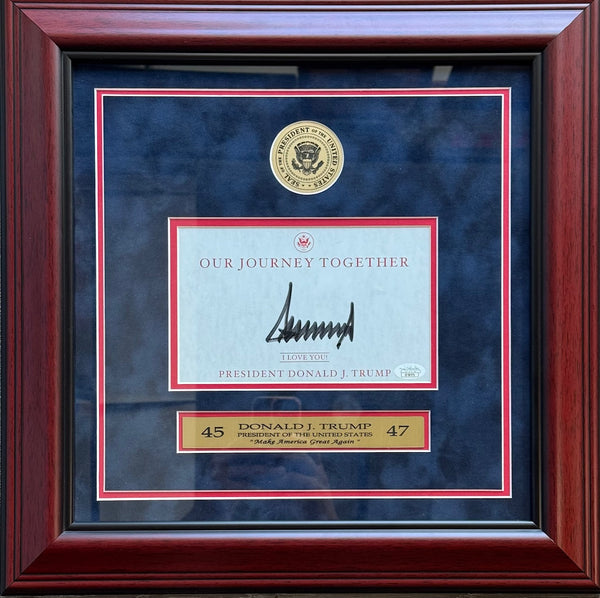 SEAL OF THE PRESIDENT OF THE UNITED STATES
OUR JOURNEY TOGETHER
I LOVE YOU!
PRESIDENT DONALD J. TRUMP
45 DONALD J. TRUMP 47
PRESIDENT OF THE UNITED STATES
"Make America Great Again"